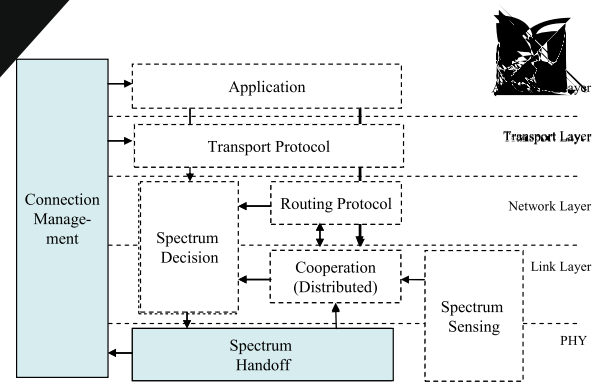 Application
Transport Protocol
Transport Layer
Connection
Manage-
ment
Routing Protocol
Network Layer
Spectrum
Decision
Cooperation
(Distributed)
Link Layer
Spectrum
Sensing
Spectrum
Handoff
PHY